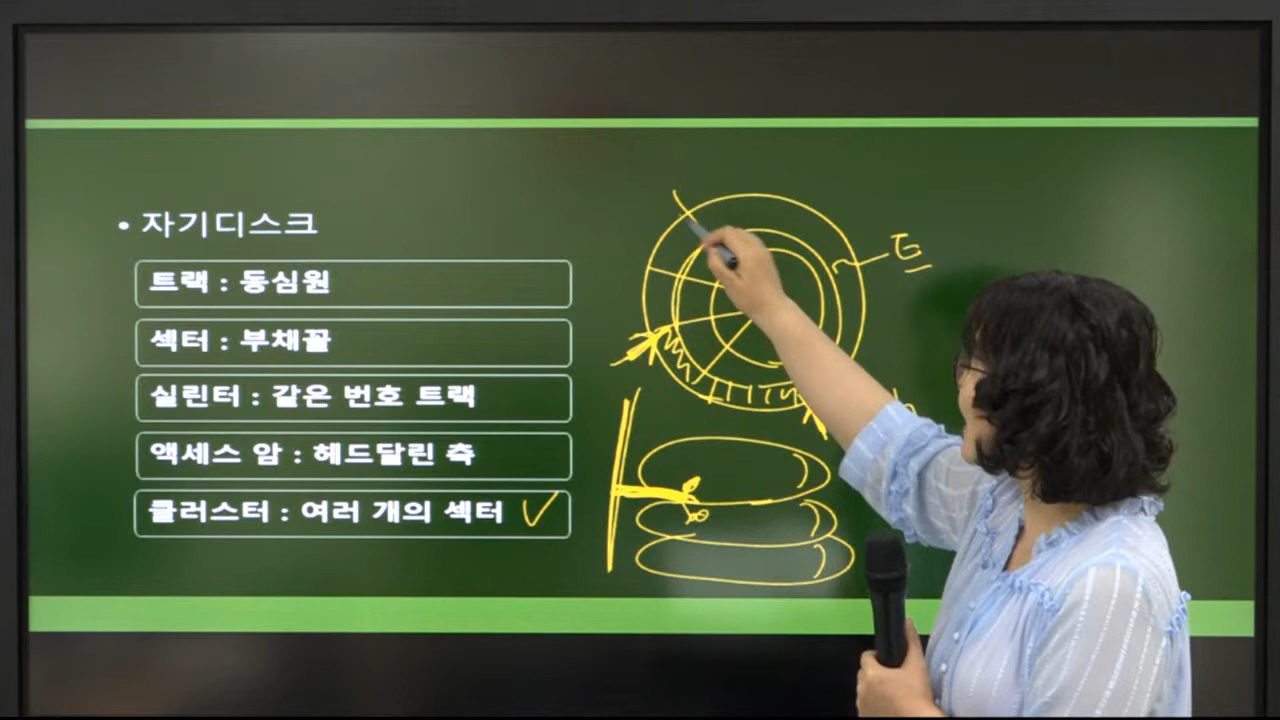 • 자기디스크
트랙 : 동심원
섹터 : 부채꼴
실린터 : 같은 번호 트랙
액세스 암 : 헤드달린 축
클러스터 : 여러 개의 섹터
트